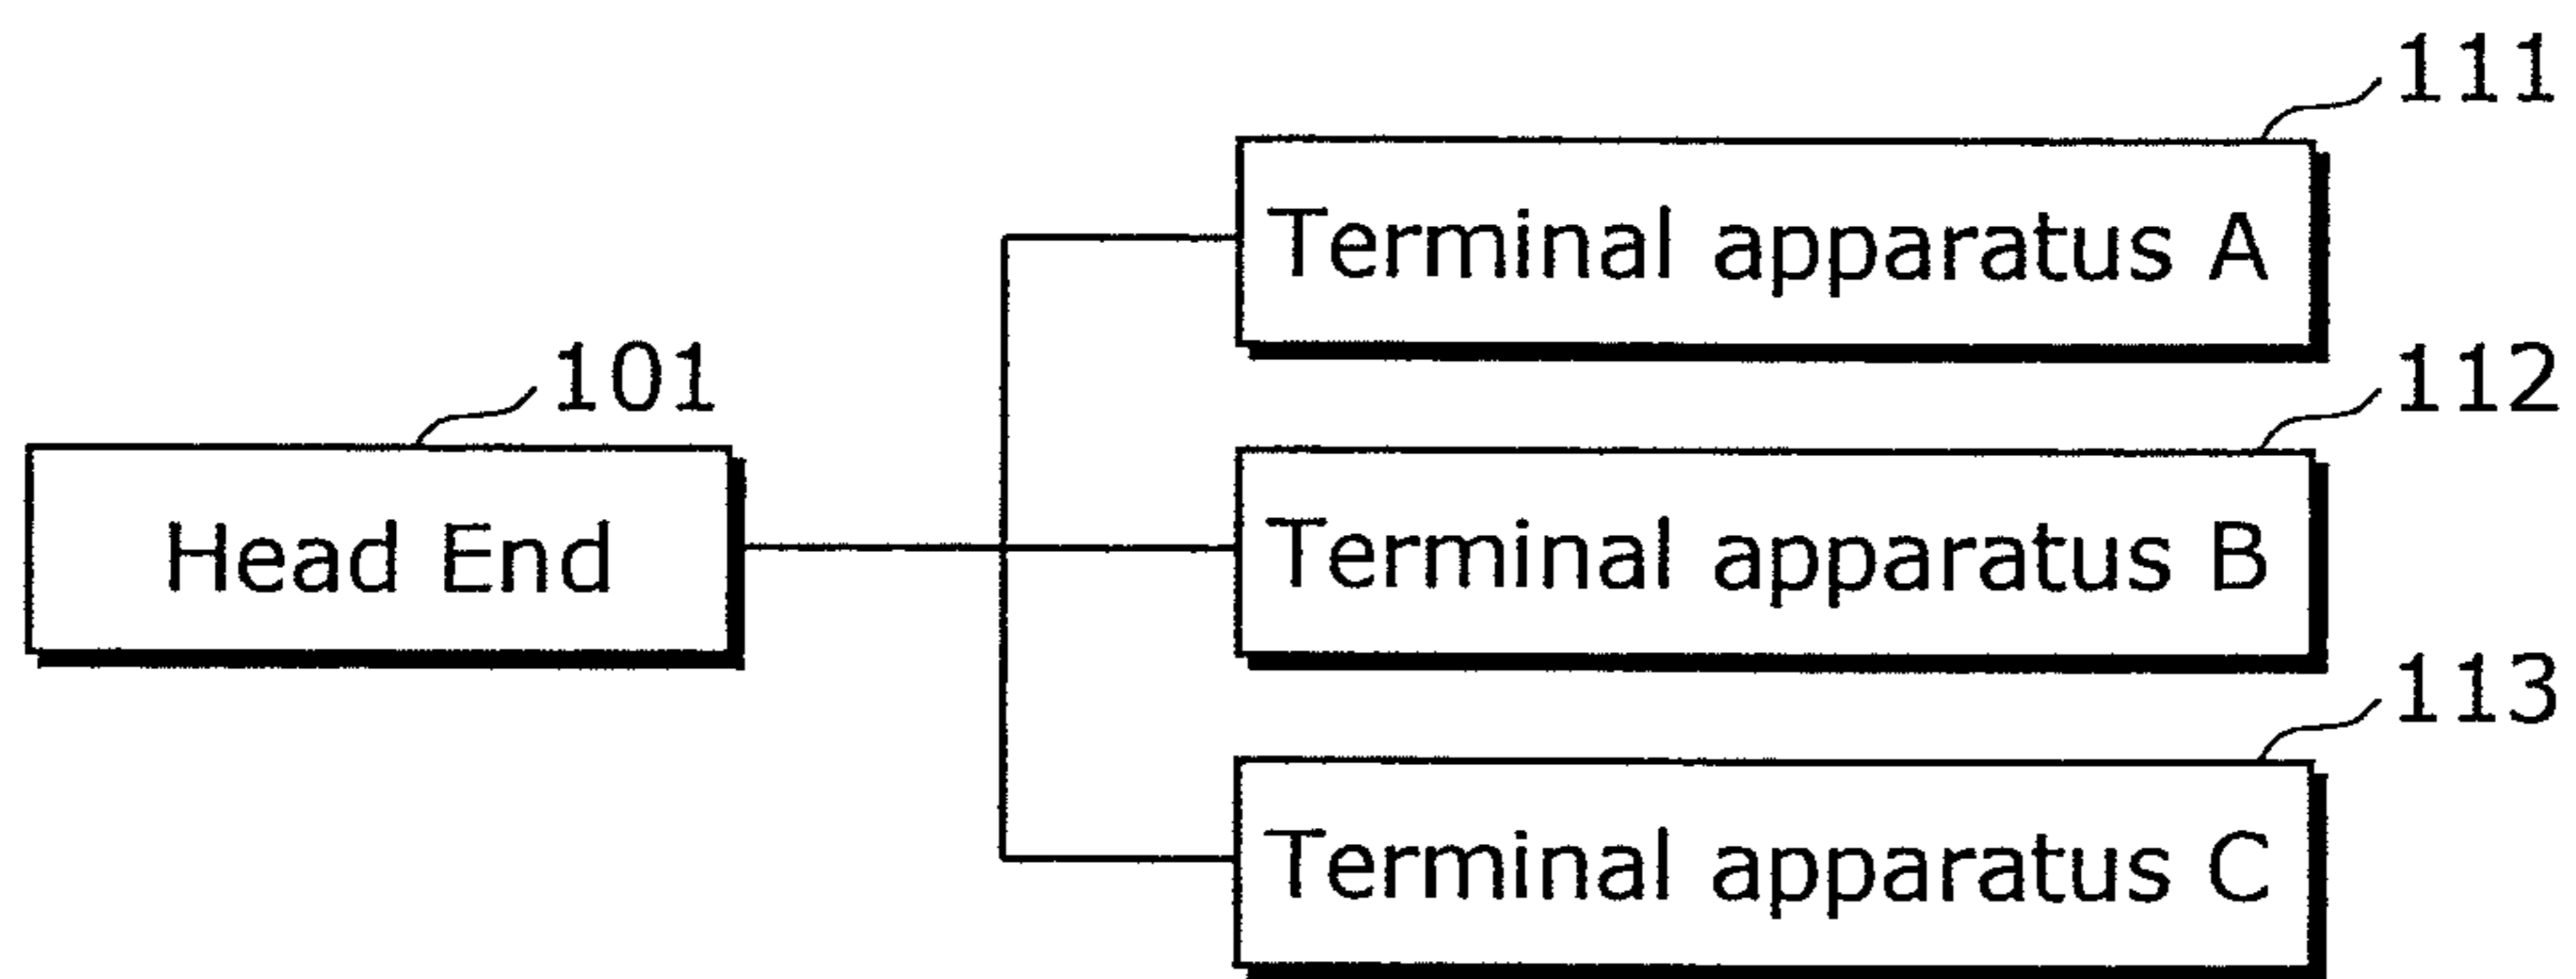 111
Terminal apparatus A
101
112
Head End
Terminal apparatus B
113
Terminal apparatus C